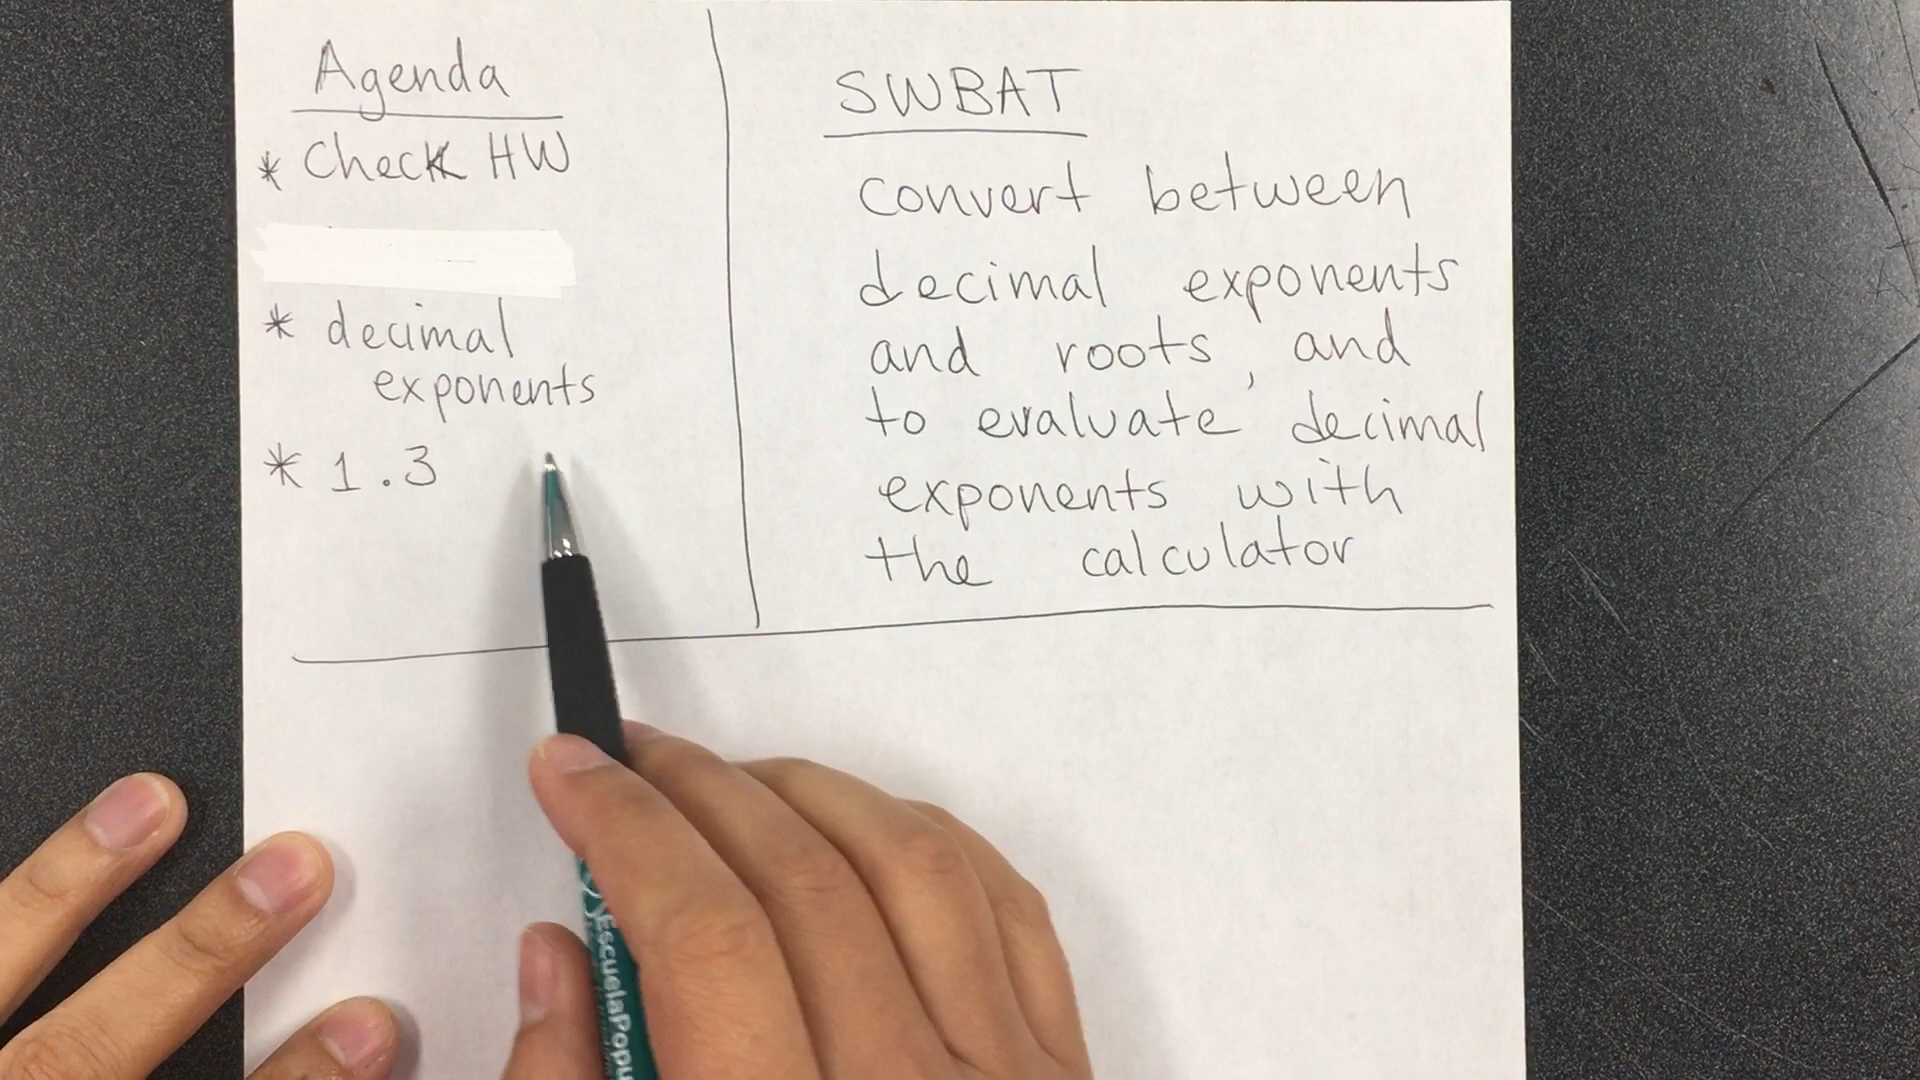 Agenda
* Check HW
* decimal
exponents
* 1.3
SWBAT
convert between
decimal exponents
and roots, and
to evaluate decimal
exponents with
the calculator
EscuelaPopu